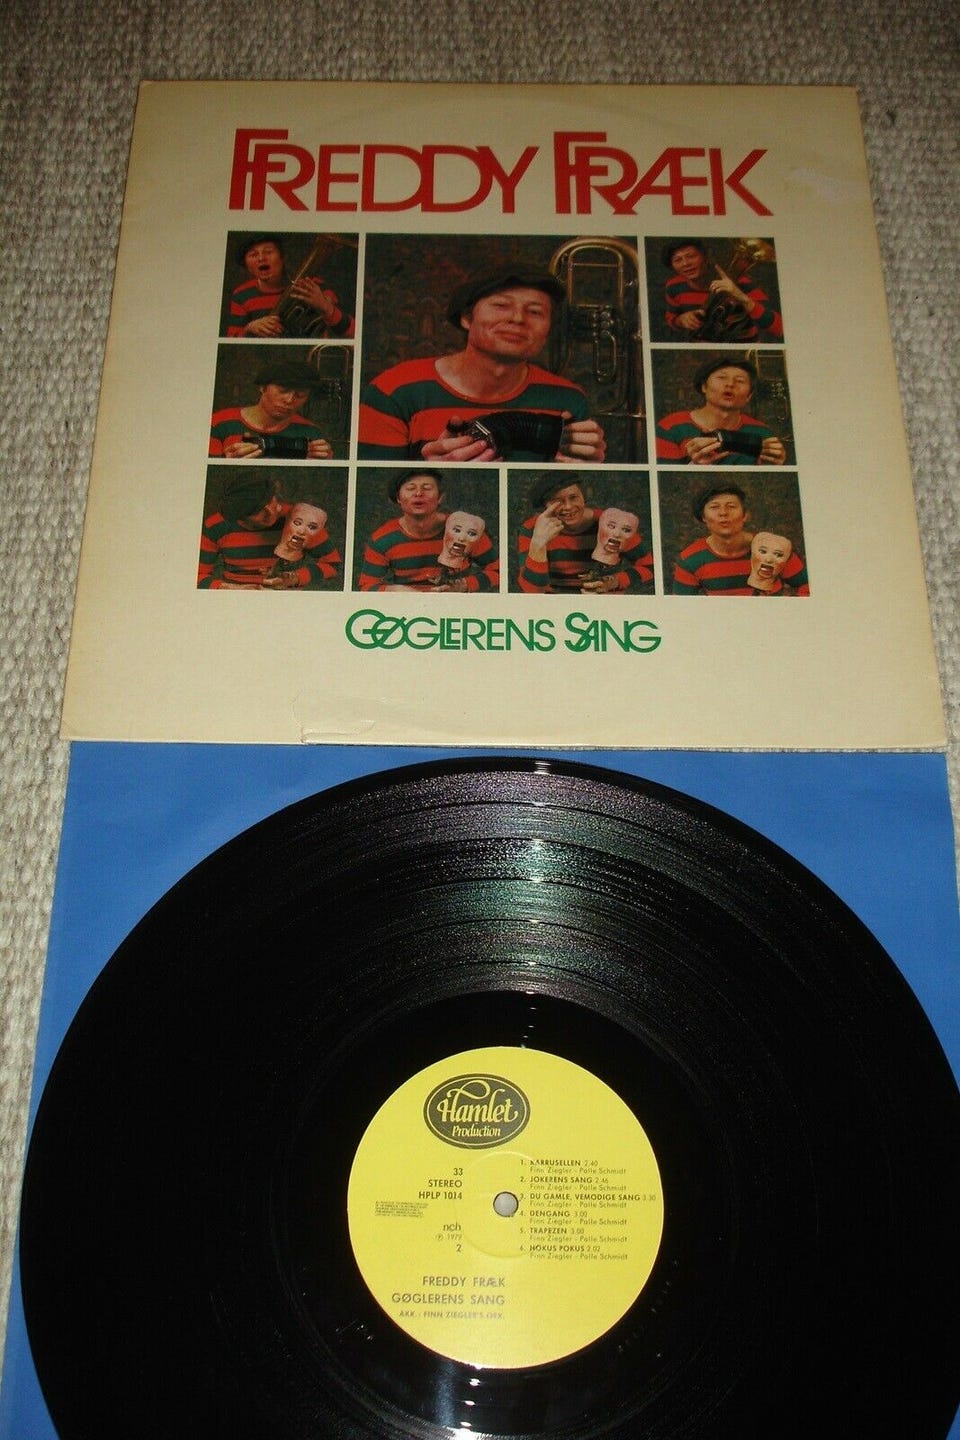 FREDDY FRÆK
GØGLERENS SANG
Hamlet
Production
33
STEREO
HPLP 1014
ncb
℗ 1979
2
1. KARRUSELLEN 2.40
Finn Ziegler - Palle Schmidt
2. JOKERENS SANG 2.46
Finn Ziegler - Palle Schmidt
3. DU GAMLE, VEMODIGE SANG 3.30
Finn Ziegler - Palle Schmidt
4. DENGANG 3.00
Finn Ziegler - Palle Schmidt
5. TRAPEZEN 3.00
Finn Ziegler - Palle Schmidt
6. HOKUS POKUS 2.02
Finn Ziegler - Palle Schmidt
FREDDY FRÆK
GØGLERENS SANG
AKK.: FINN ZIEGLER'S ORK.